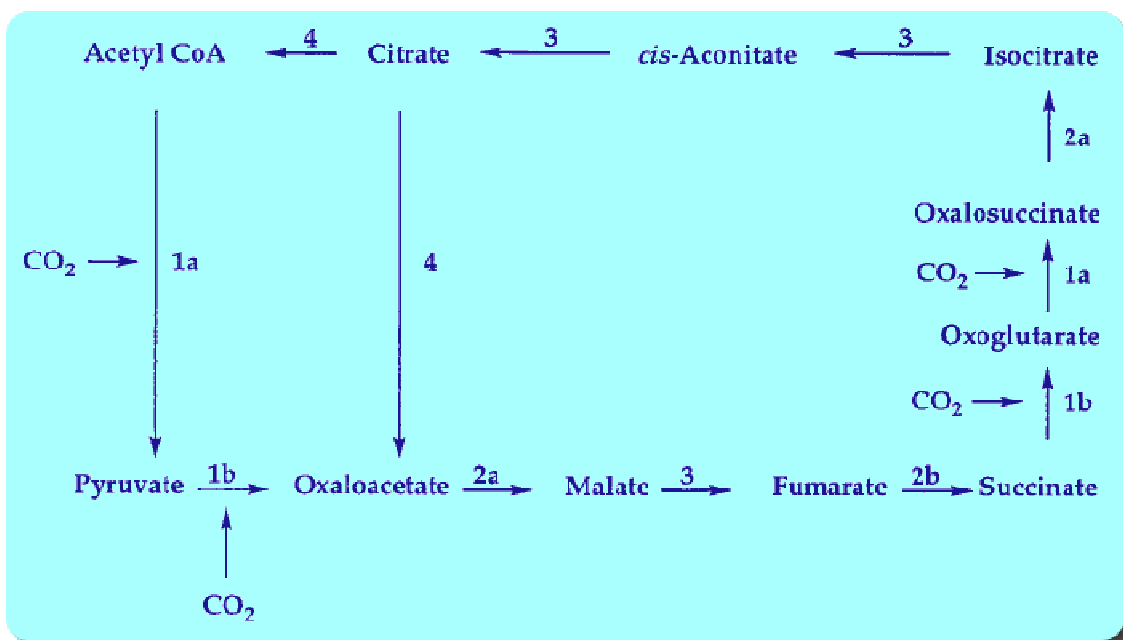 Acetyl CoA 4 Citrate 3 cis-Aconitate 3 Isocitrate
2a
Oxalosuccinate
CO2 1a 4 CO2 1a
Oxoglutarate
CO2 1b
Pyruvate 1b Oxaloacetate 2a Malate 3 Fumarate 2b Succinate
CO2